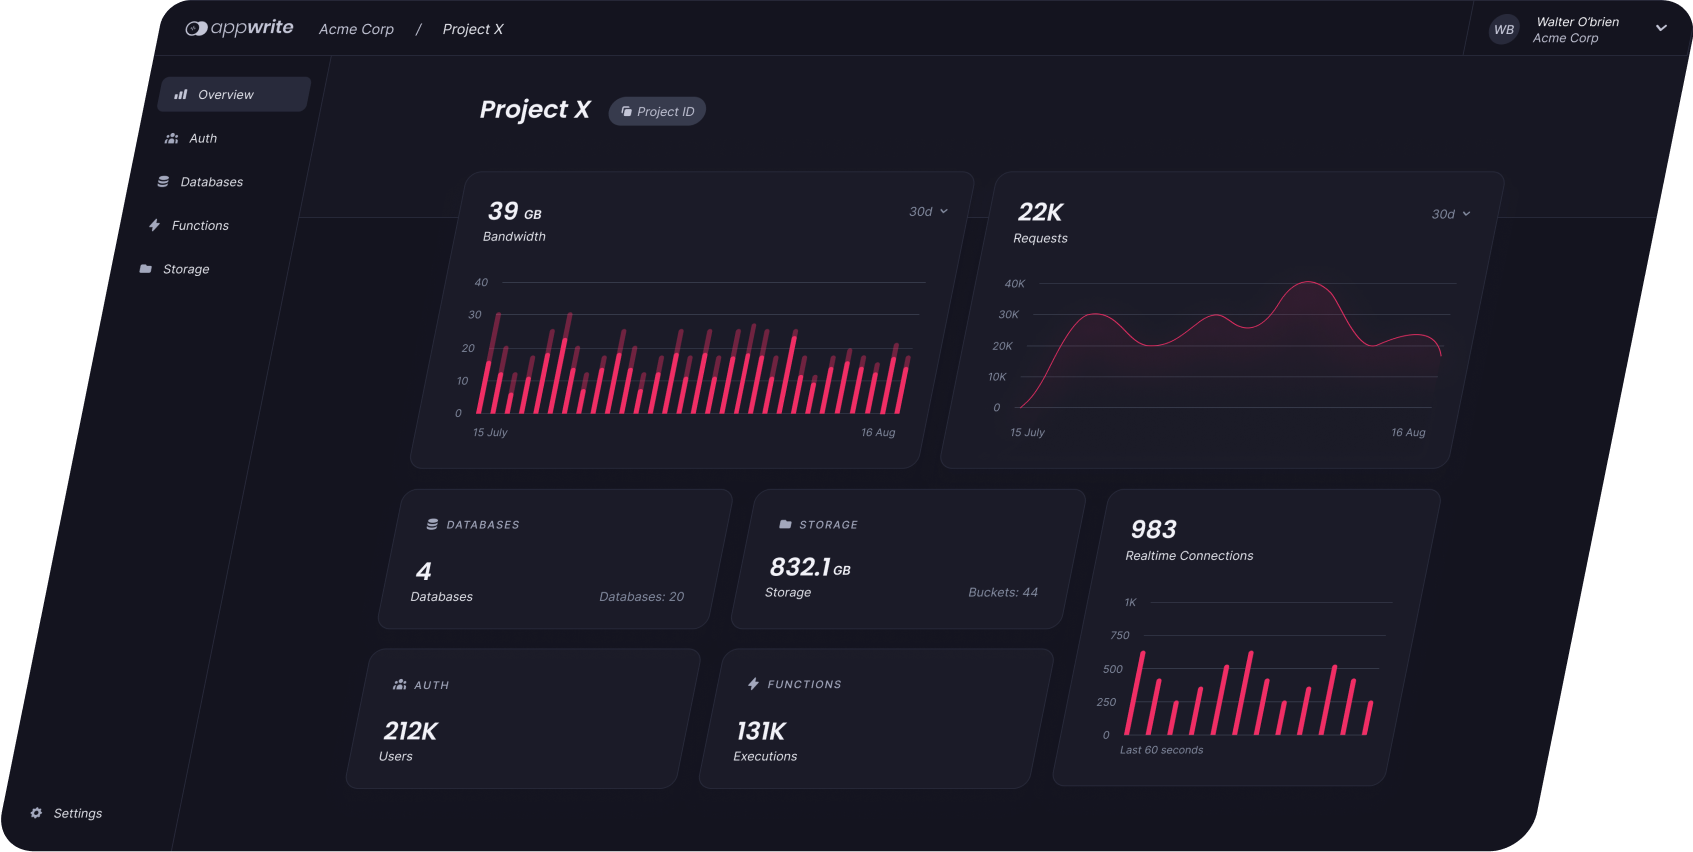 appwrite
Acme Corp / Project X
WB
Walter O'brien
Acme Corp
Overview
Auth
Databases
Functions
Storage
Settings
Project X
Project ID
39 GB
Bandwidth
30d
40
30
20
10
0
15 July
16 Aug
22K
Requests
30d
40K
30K
20K
10K
0
15 July
16 Aug
DATABASES
4
Databases
Databases: 20
STORAGE
832.1 GB
Storage
Buckets: 44
983
Realtime Connections
1K
750
500
250
0
Last 60 seconds
AUTH
212K
Users
FUNCTIONS
131K
Executions